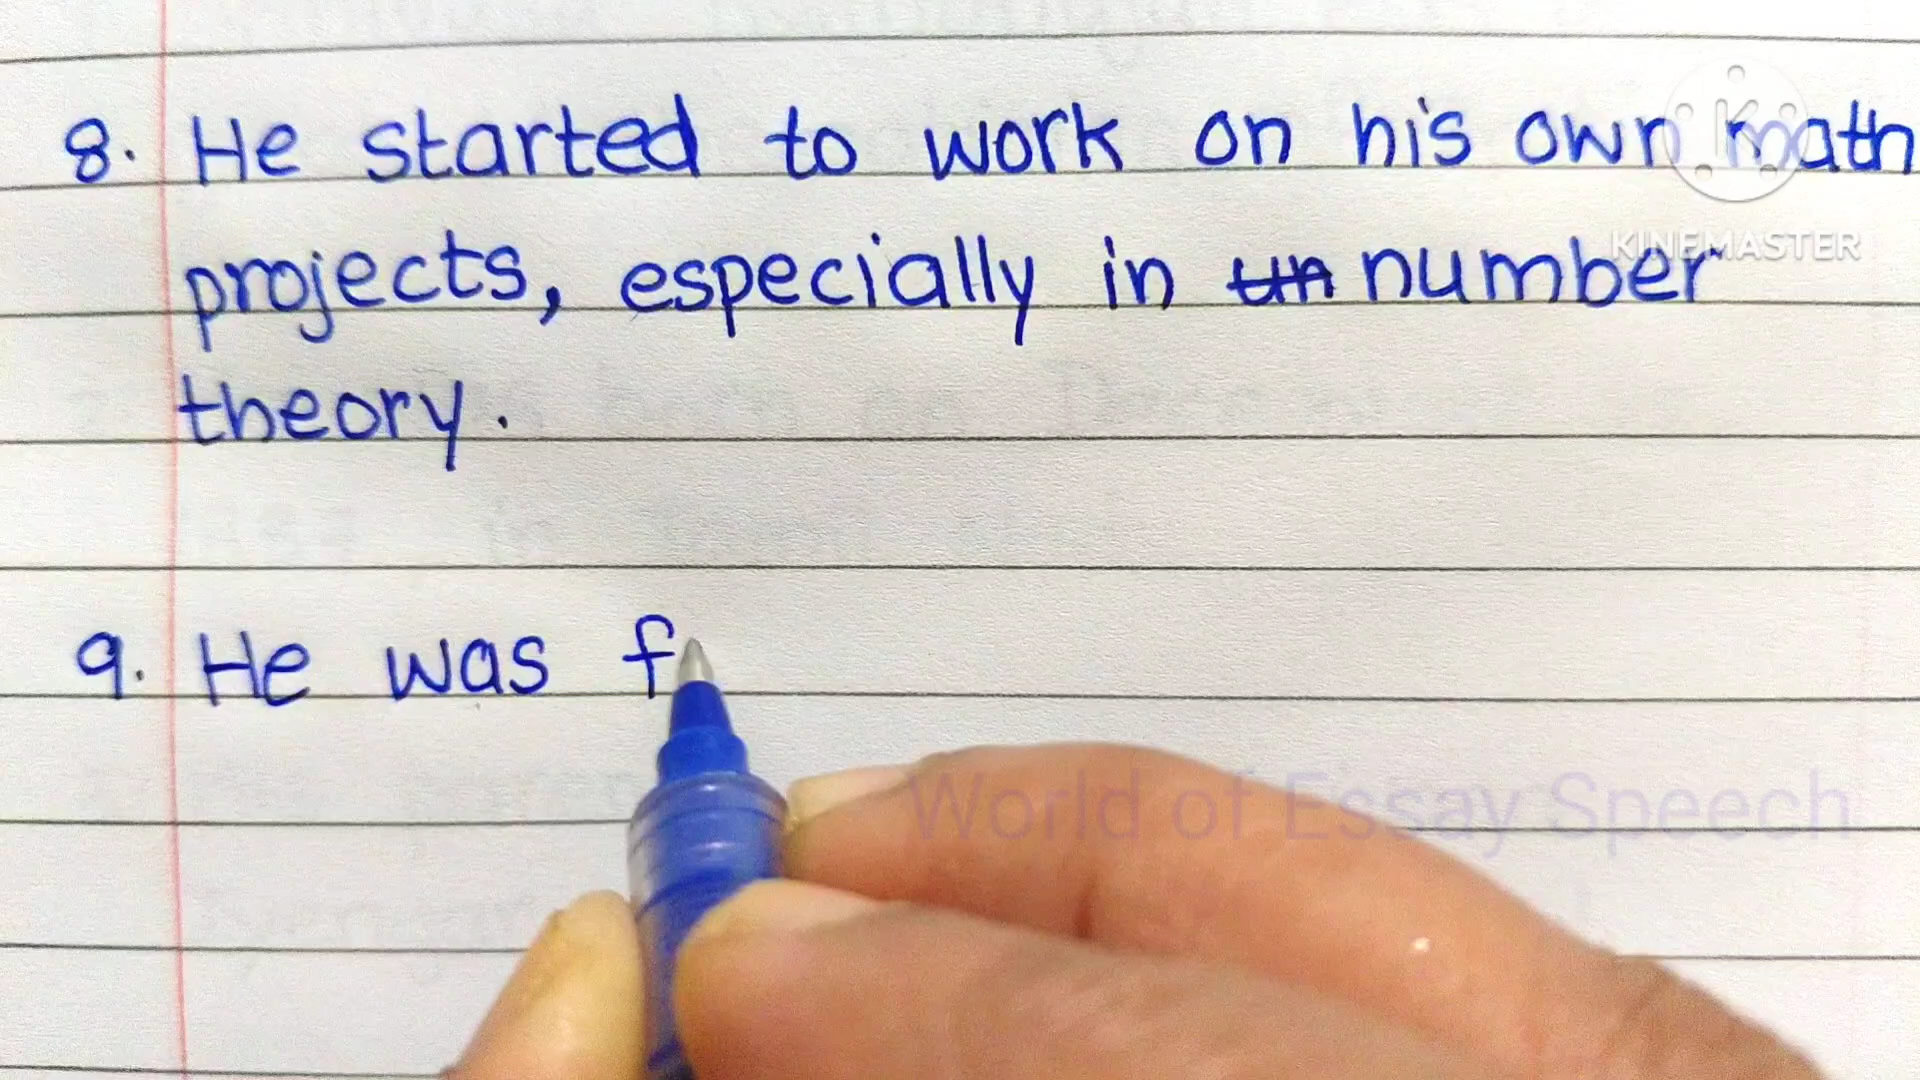 8. He started to work on his own math
KINEMASTER
projects, especially in number
theory.
9. He was f
World of Essay Speech